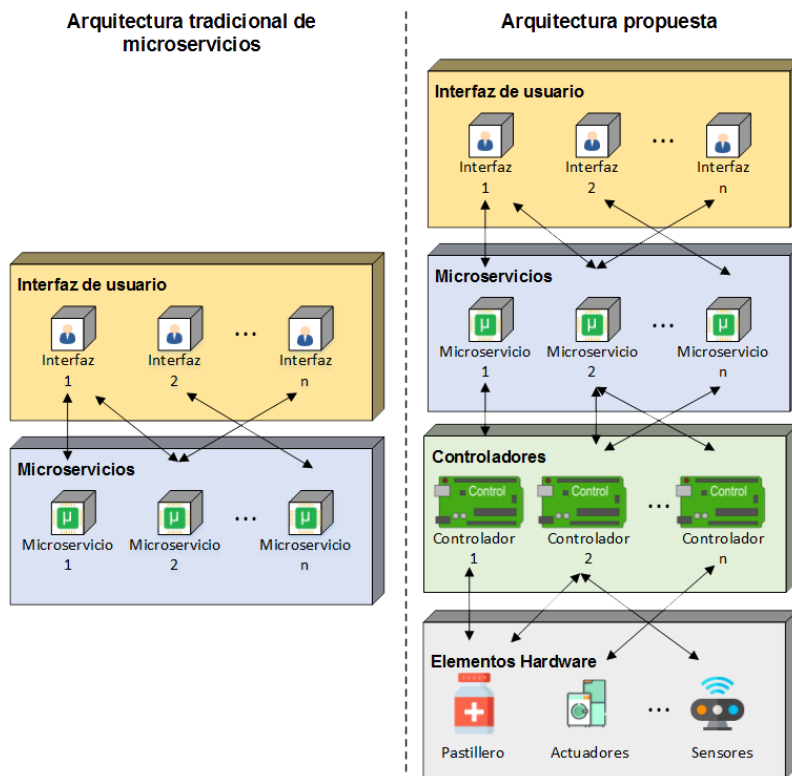 Arquitectura tradicional de
microservicios
Interfaz de usuario
Interfaz
1
Interfaz
2
...
Interfaz
n
Microservicios
µ
Microservicio
1
µ
Microservicio
2
...
µ
Microservicio
n
Arquitectura propuesta
Interfaz de usuario
Interfaz
1
Interfaz
2
...
Interfaz
n
Microservicios
µ
Microservicio
1
µ
Microservicio
2
...
µ
Microservicio
n
Controladores
Control
Controlador
1
Control
Controlador
2
...
Control
Controlador
n
Elementos Hardware
Pastillero
Actuadores
...
Sensores